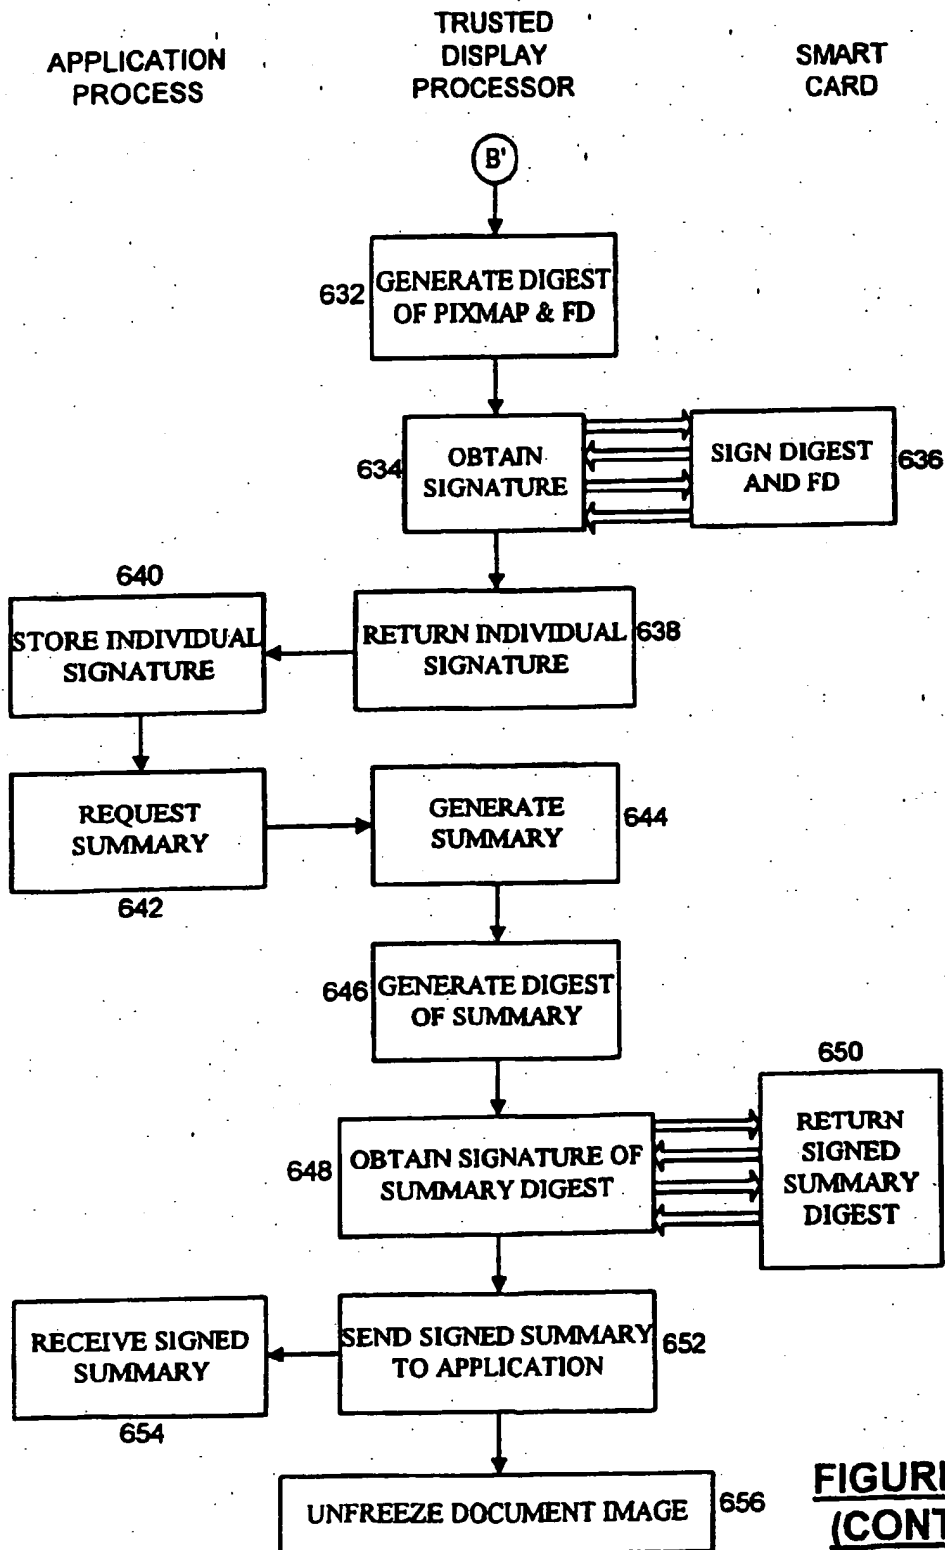 APPLICATION
PROCESS
TRUSTED
DISPLAY
PROCESSOR
SMART
CARD
B'
632
GENERATE DIGEST
OF PIXMAP & FD
634
OBTAIN
SIGNATURE
SIGN DIGEST
AND FD
636
640
STORE INDIVIDUAL
SIGNATURE
RETURN INDIVIDUAL
SIGNATURE
638
REQUEST
SUMMARY
642
GENERATE
SUMMARY
644
646
GENERATE DIGEST
OF SUMMARY
648
OBTAIN SIGNATURE OF
SUMMARY DIGEST
650
RETURN
SIGNED
SUMMARY
DIGEST
RECEIVE SIGNED
SUMMARY
654
SEND SIGNED SUMMARY
TO APPLICATION
652
UNFREEZE DOCUMENT IMAGE
656
FIGURE
(CONT